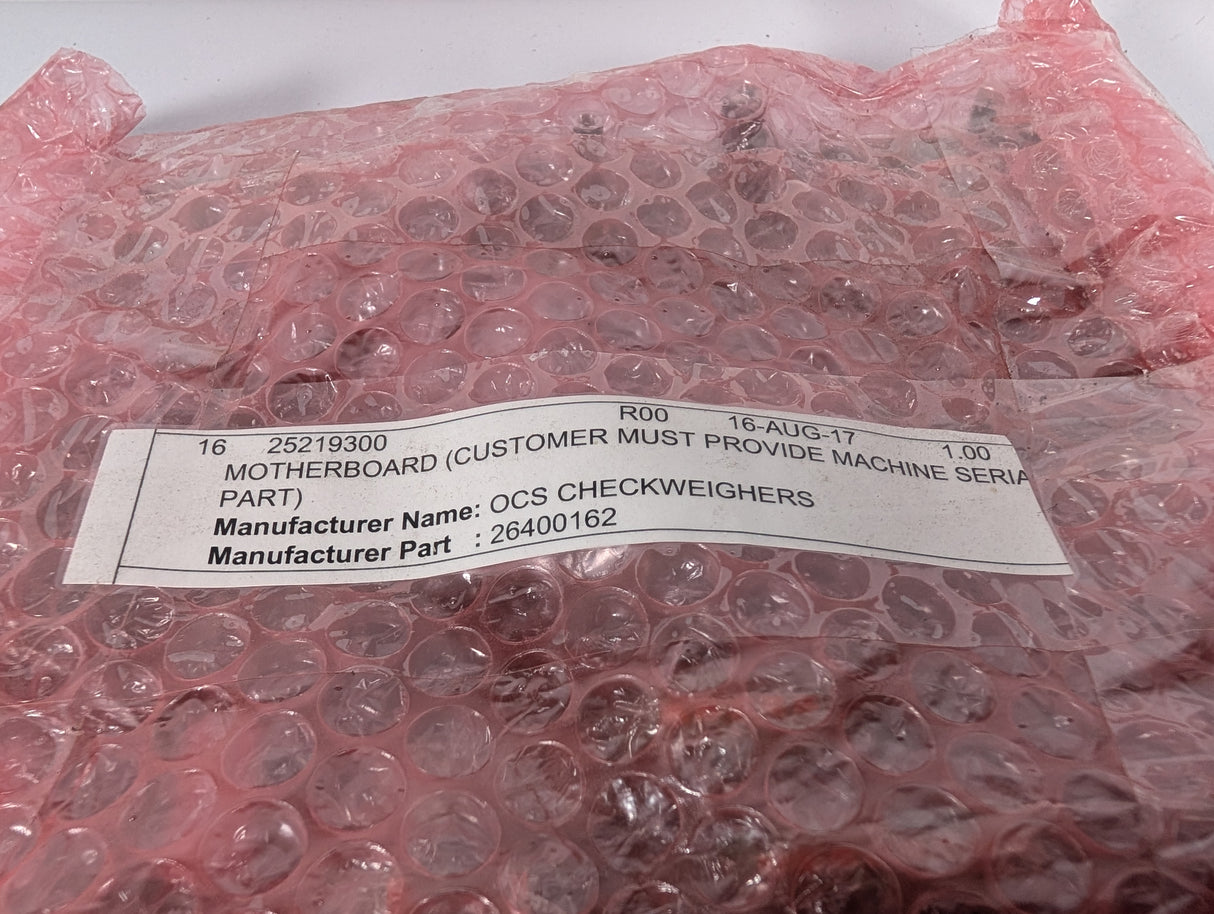 16 25219300 R00 16-AUG-17 1.00
MOTHERBOARD (CUSTOMER MUST PROVIDE MACHINE SERIA
PART)
Manufacturer Name: OCS CHECKWEIGHERS
Manufacturer Part : 26400162